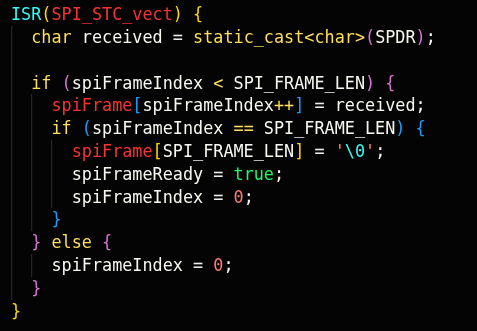 ISR(SPI_STC_vect) {
  char received = static_cast<char>(SPDR);

  if (spiFrameIndex < SPI_FRAME_LEN) {
    spiFrame[spiFrameIndex++] = received;
    if (spiFrameIndex == SPI_FRAME_LEN) {
      spiFrame[SPI_FRAME_LEN] = '\0';
      spiFrameReady = true;
      spiFrameIndex = 0;
    }
  } else {
    spiFrameIndex = 0;
  }
}